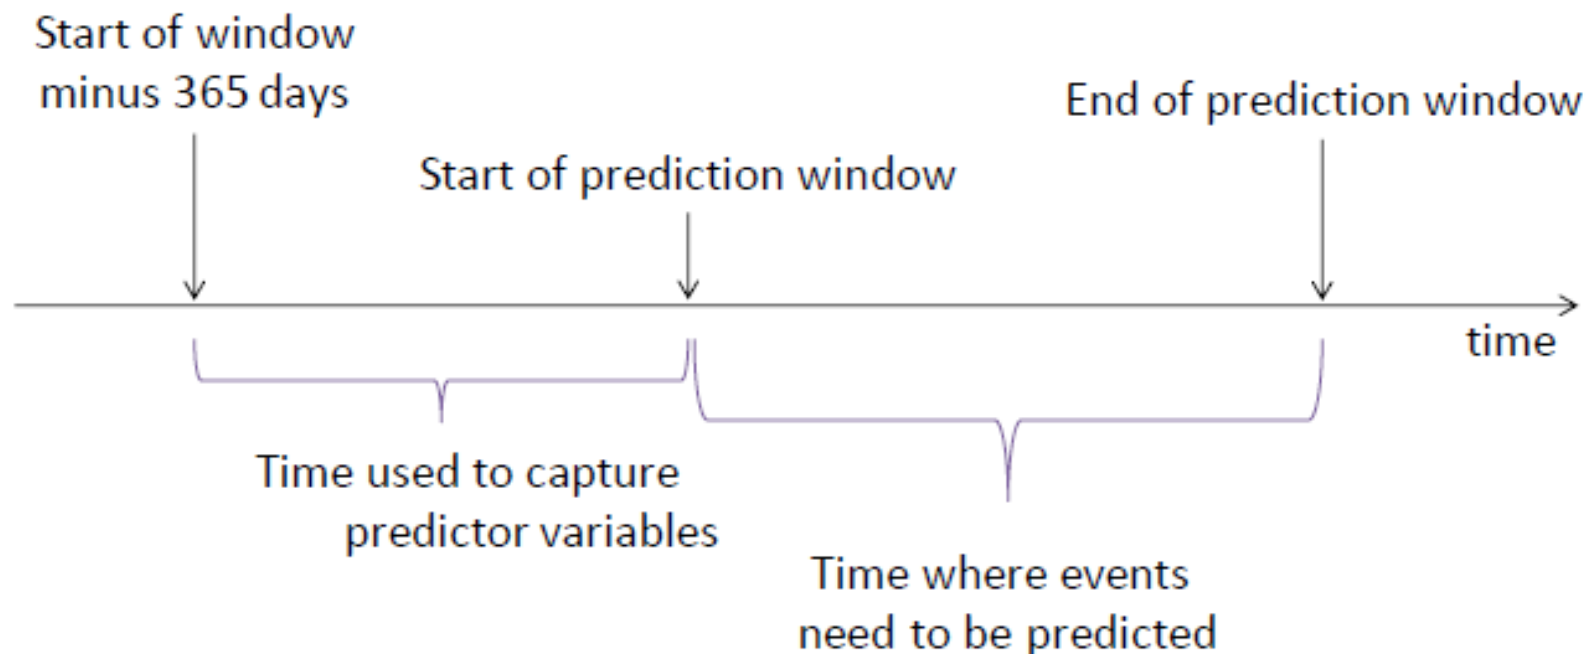 Start of window
minus 365 days
Start of prediction window
End of prediction window
time
Time used to capture
predictor variables
Time where events
need to be predicted